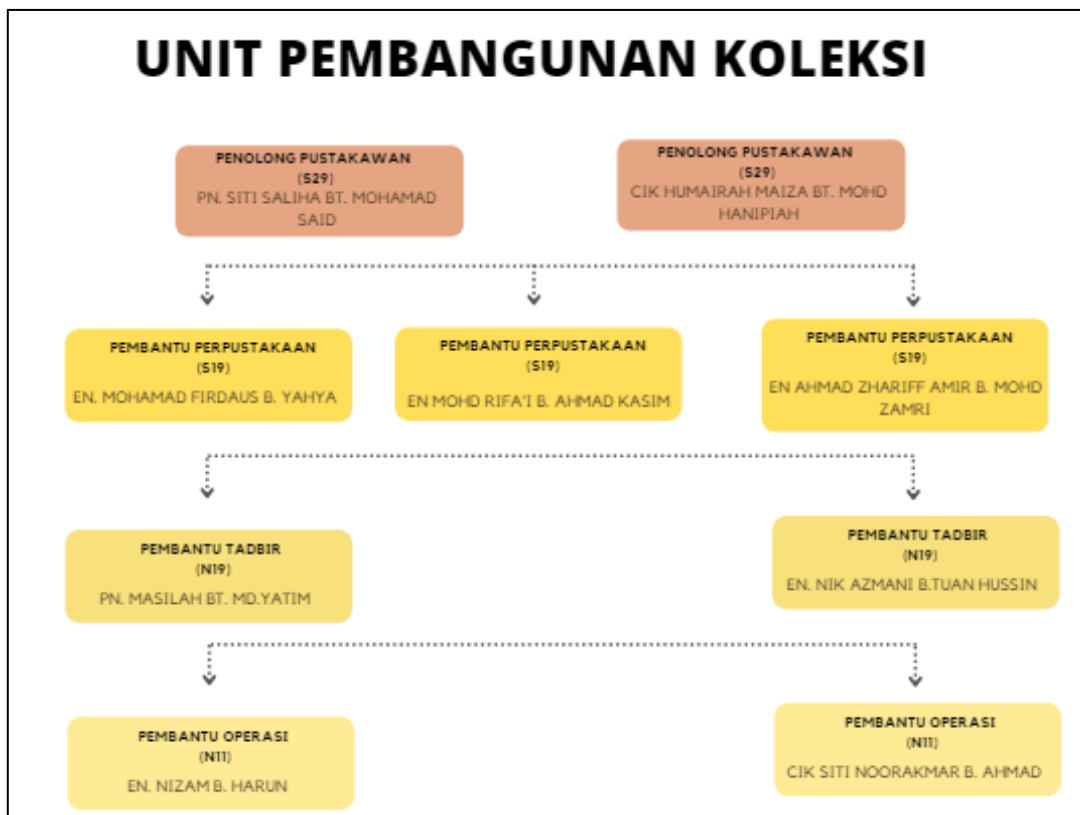 UNIT PEMBANGUNAN KOLEKSI
PENOLONG PUSTAKAWAN
(S29)
PN. SITI SALIHA BT. MOHAMAD
SAID
PENOLONG PUSTAKAWAN
(S29)
CIK HUMAIRAH MAIZA BT. MOHD
HANIPIAH
PEMBANTU PERPUSTAKAAN
(S19)
EN. MOHAMAD FIRDAUS B. YAHYA
PEMBANTU PERPUSTAKAAN
(S19)
EN MOHD RIFA'I B. AHMAD KASIM
PEMBANTU PERPUSTAKAAN
(S19)
EN AHMAD ZHARIFF AMIR B. MOHD
ZAMRI
PEMBANTU TADBIR
(N19)
PN. MASILAH BT. MD.YATIM
PEMBANTU TADBIR
(N19)
EN. NIK AZMANI B.TUAN HUSSIN
PEMBANTU OPERASI
(N11)
EN. NIZAM B. HARUN
PEMBANTU OPERASI
(N11)
CIK SITI NOORAKMAR B. AHMAD